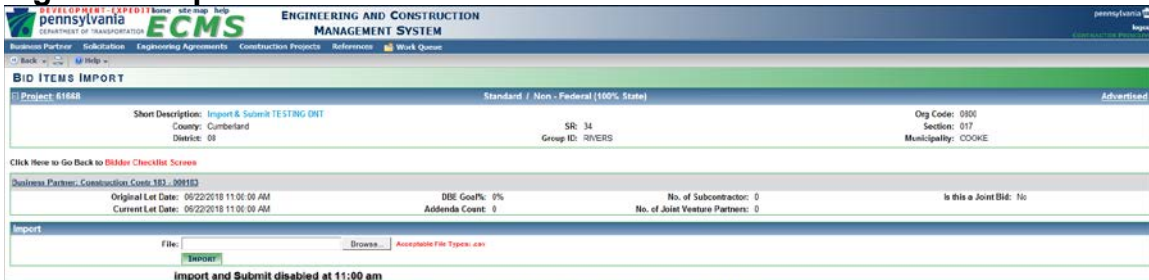 DEVELOPMENT-EXPEDITE home site map help
pennsylvania
DEPARTMENT OF TRANSPORTATION
ECMS
ENGINEERING AND CONSTRUCTION
MANAGEMENT SYSTEM
pennsylvania
Business Partner Solicitation Engineering Agreements Construction Projects References Work Queue
Back Help
BID ITEMS IMPORT
Project: 61668 Standard / Non - Federal (100% State) Advertised
Short Description: Import & Submit TESTING DNT Org Code: 0800
County: Cumberland SR: 34 Section: 017
District: 08 Group ID: RIVERS Municipality: COOKE
Click Here to Go Back to Bidder Checklist Screen
Business Partner: Construction Contr 183 - 000183
Original Let Date: 06/22/2018 11:00:00 AM DBE Goal%: 0% No. of Subcontractor: 0 Is this a Joint Bid: No
Current Let Date: 06/22/2018 11:00:00 AM Addenda Count: 0 No. of Joint Venture Partners: 0
Import
File: Browse... Acceptable File Types: .csv
IMPORT
import and Submit disabled at 11:00 am